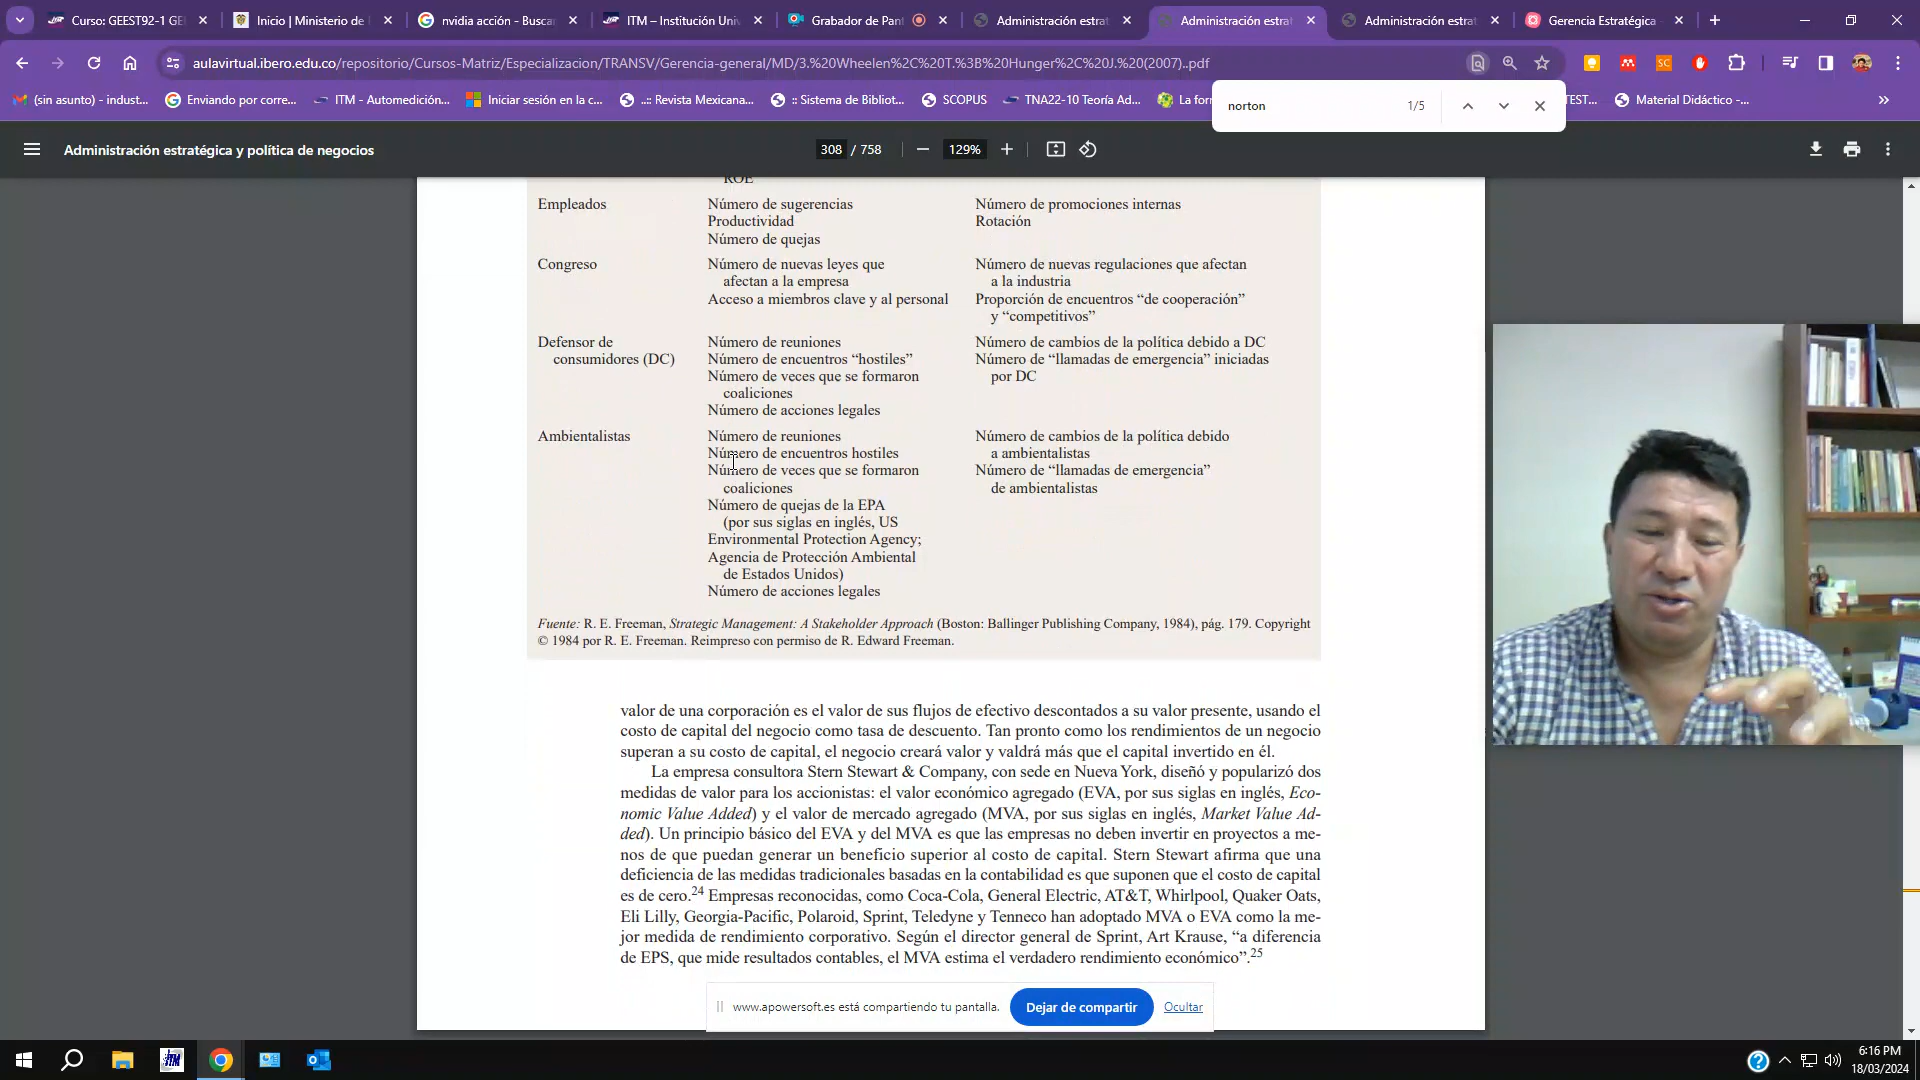 Curso: GEEST92-1 GE
Inicio | Ministerio de
nvidia acción - Busca
ITM – Institución Univ
Grabador de Pant
Administración estrat
Administración estrat
Administración estrat
Gerencia Estratégica
aulavirtual.ibero.edu.co/repositorio/Cursos-Matriz/Especializacion/TRANSV/Gerencia-general/MD/3.%20Wheelen%2C%20T.%3B%20Hunger%2C%20J.%20(2007)..pdf
(sin asunto) - indust...
Enviando por corre...
ITM - Automedición...
Iniciar sesión en la c...
..:: Revista Mexicana...
:: Sistema de Bibliot...
SCOPUS
TNA22-10 Teoría Ad...
La for
TEST...
Material Didáctico -...
norton
1/5
Administración estratégica y política de negocios
308 / 758
129%
ROE
Empleados
Número de sugerencias
Número de promociones internas
Productividad
Rotación
Número de quejas
Congreso
Número de nuevas leyes que
Número de nuevas regulaciones que afectan
afectan a la empresa
a la industria
Acceso a miembros clave y al personal
Proporción de encuentros “de cooperación”
y “competitivos”
Defensor de
Número de reuniones
Número de cambios de la política debido a DC
consumidores (DC)
Número de encuentros “hostiles”
Número de “llamadas de emergencia” iniciadas
Número de veces que se formaron
por DC
coaliciones
Número de acciones legales
Ambientalistas
Número de reuniones
Número de cambios de la política debido
Número de encuentros hostiles
a ambientalistas
Número de veces que se formaron
Número de “llamadas de emergencia”
coaliciones
de ambientalistas
Número de quejas de la EPA
(por sus siglas en inglés, US
Environmental Protection Agency;
Agencia de Protección Ambiental
de Estados Unidos)
Número de acciones legales
Fuente: R. E. Freeman, Strategic Management: A Stakeholder Approach (Boston: Ballinger Publishing Company, 1984), pág. 179. Copyright
© 1984 por R. E. Freeman. Reimpreso con permiso de R. Edward Freeman.
valor de una corporación es el valor de sus flujos de efectivo descontados a su valor presente, usando el
costo de capital del negocio como tasa de descuento. Tan pronto como los rendimientos de un negocio
superan a su costo de capital, el negocio creará valor y valdrá más que el capital invertido en él.
La empresa consultora Stern Stewart & Company, con sede en Nueva York, diseñó y popularizó dos
medidas de valor para los accionistas: el valor económico agregado (EVA, por sus siglas en inglés, Eco-
nomic Value Added) y el valor de mercado agregado (MVA, por sus siglas en inglés, Market Value Ad-
ded). Un principio básico del EVA y del MVA es que las empresas no deben invertir en proyectos a me-
nos de que puedan generar un beneficio superior al costo de capital. Stern Stewart afirma que una
deficiencia de las medidas tradicionales basadas en la contabilidad es que suponen que el costo de capital
es de cero.24 Empresas reconocidas, como Coca-Cola, General Electric, AT&T, Whirlpool, Quaker Oats,
Eli Lilly, Georgia-Pacific, Polaroid, Sprint, Teledyne y Tenneco han adoptado MVA o EVA como la me-
jor medida de rendimiento corporativo. Según el director general de Sprint, Art Krause, “a diferencia
de EPS, que mide resultados contables, el MVA estima el verdadero rendimiento económico”.25
www.apowersoft.es está compartiendo tu pantalla.
Dejar de compartir
Ocultar
ITM
6:16 PM
18/03/2024